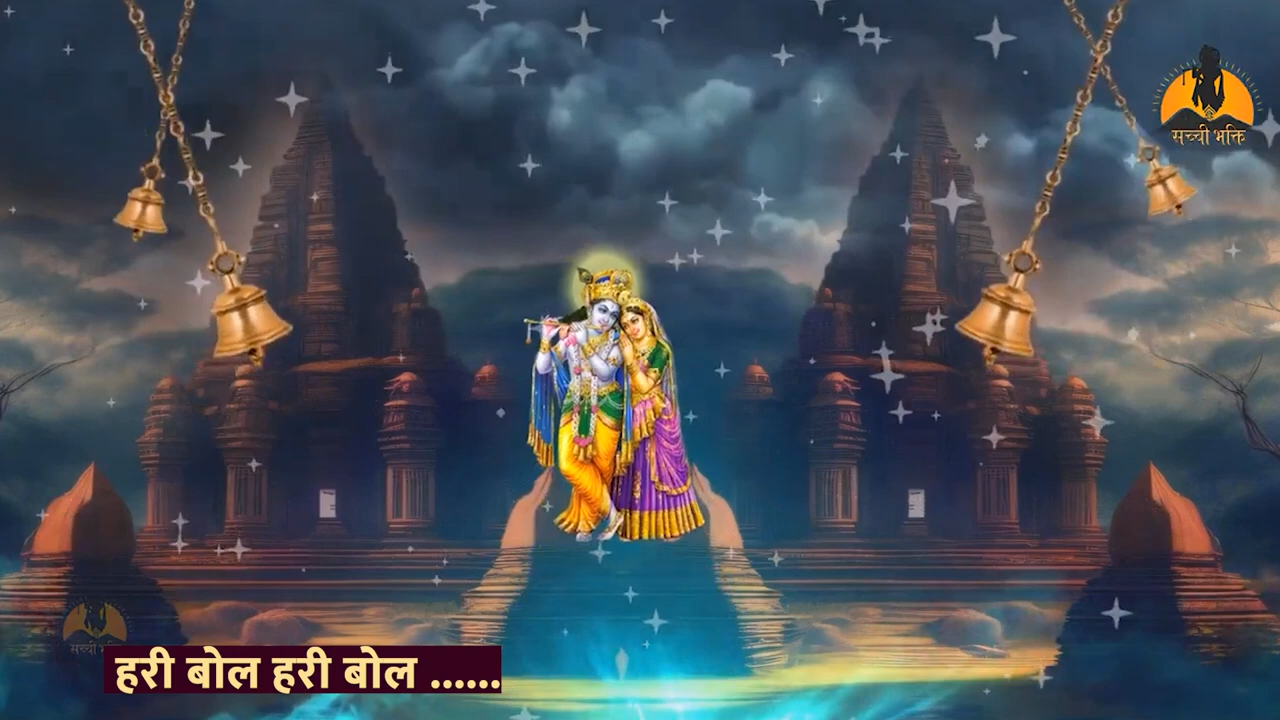 सच्ची भक्ति
हरी बोल हरी बोल ......